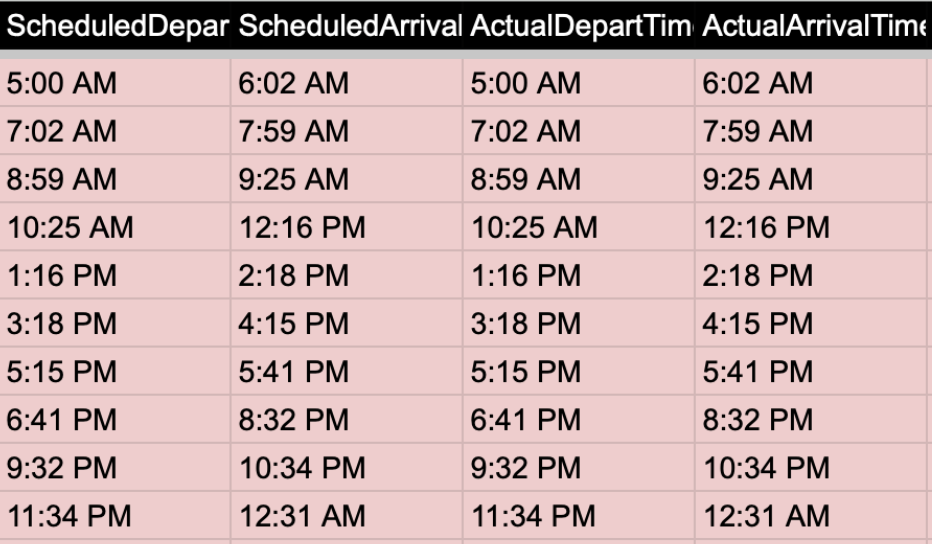 ScheduledDepar ScheduledArrival ActualDepartTim ActualArrivalTime
5:00 AM 6:02 AM 5:00 AM 6:02 AM
7:02 AM 7:59 AM 7:02 AM 7:59 AM
8:59 AM 9:25 AM 8:59 AM 9:25 AM
10:25 AM 12:16 PM 10:25 AM 12:16 PM
1:16 PM 2:18 PM 1:16 PM 2:18 PM
3:18 PM 4:15 PM 3:18 PM 4:15 PM
5:15 PM 5:41 PM 5:15 PM 5:41 PM
6:41 PM 8:32 PM 6:41 PM 8:32 PM
9:32 PM 10:34 PM 9:32 PM 10:34 PM
11:34 PM 12:31 AM 11:34 PM 12:31 AM